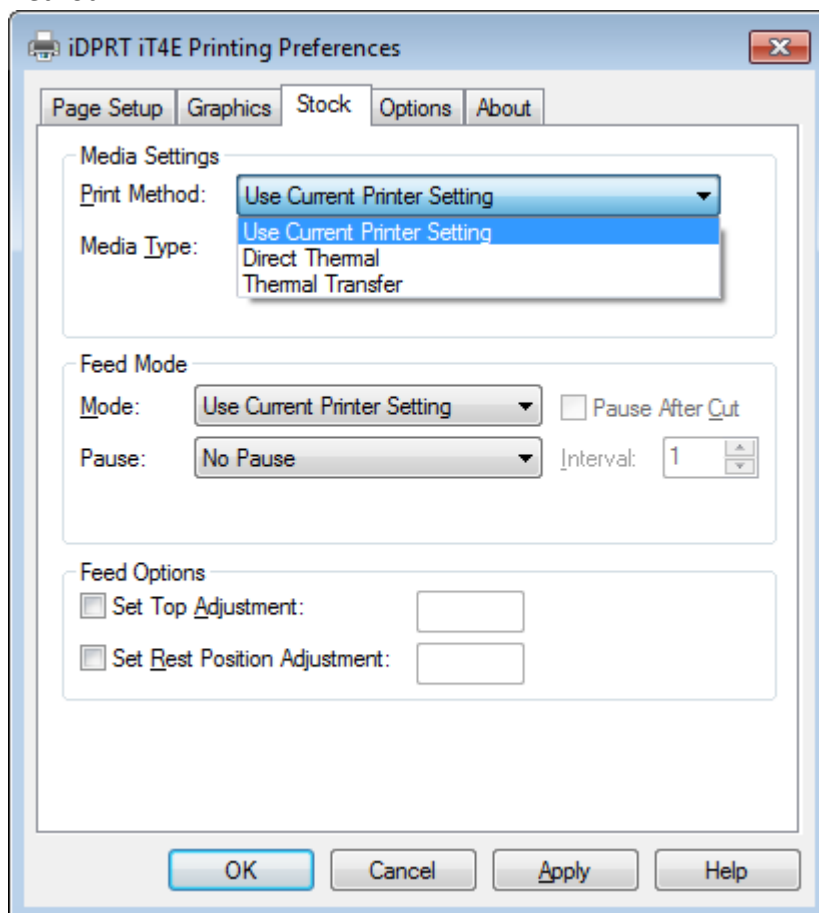 iDPRT iT4E Printing Preferences
Page Setup Graphics Stock Options About
Media Settings
Print Method: Use Current Printer Setting
Use Current Printer Setting
Media Type:
Direct Thermal
Thermal Transfer
Feed Mode
Mode: Use Current Printer Setting Pause After Cut
Pause: No Pause Interval: 1
Feed Options
Set Top Adjustment:
Set Rest Position Adjustment:
OK Cancel Apply Help